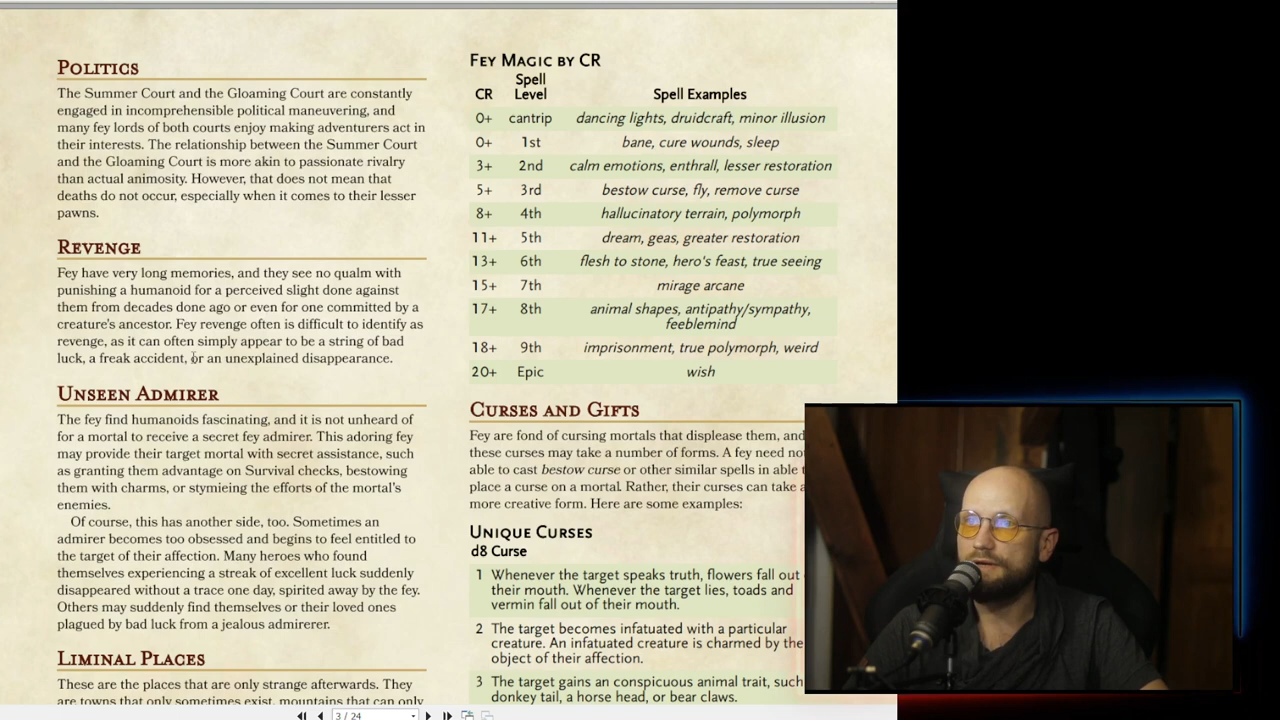 Politics
The Summer Court and the Gloaming Court are constantly
engaged in incomprehensible political maneuvering, and
many fey lords of both courts enjoy making adventurers act in
their interests. The relationship between the Summer Court
and the Gloaming Court is more akin to passionate rivalry
than actual animosity. However, that does not mean that
deaths do not occur, especially when it comes to their lesser
pawns.
Revenge
Fey have very long memories, and they see no qualm with
punishing a humanoid for a perceived slight done against
them from decades done ago or even for one committed by a
creature's ancestor. Fey revenge often is difficult to identify as
revenge, as it can often simply appear to be a string of bad
luck, a freak accident, or an unexplained disappearance.
Unseen Admirer
The fey find humanoids fascinating, and it is not unheard of
for a mortal to receive a secret fey admirer. This adoring fey
may provide their target mortal with secret assistance, such
as granting them advantage on Survival checks, bestowing
them with charms, or stymieing the efforts of the mortal's
enemies.
Of course, this has another side, too. Sometimes an
admirer becomes too obsessed and begins to feel entitled to
the target of their affection. Many heroes who found
themselves experiencing a streak of excellent luck suddenly
disappeared without a trace one day, spirited away by the fey.
Others may suddenly find themselves or their loved ones
plagued by bad luck from a jealous admirerer.
Liminal Places
These are the places that are only strange afterwards. They
are towns that only sometimes exist, mountains that can only
Fey Magic by CR
CR Spell Level Spell Examples
0+ cantrip dancing lights, druidcraft, minor illusion
0+ 1st bane, cure wounds, sleep
3+ 2nd calm emotions, enthrall, lesser restoration
5+ 3rd bestow curse, fly, remove curse
8+ 4th hallucinatory terrain, polymorph
11+ 5th dream, geas, greater restoration
13+ 6th flesh to stone, hero's feast, true seeing
15+ 7th mirage arcane
17+ 8th animal shapes, antipathy/sympathy,
feeblemind
18+ 9th imprisonment, true polymorph, weird
20+ Epic wish
Curses and Gifts
Fey are fond of cursing mortals that displease them, and
these curses may take a number of forms. A fey need no
able to cast bestow curse or other similar spells in able
place a curse on a mortal. Rather, their curses can take a
more creative form. Here are some examples:
Unique Curses
d8 Curse
1 Whenever the target speaks truth, flowers fall out
their mouth. Whenever the target lies, toads and
vermin fall out of their mouth.
2 The target becomes infatuated with a particular
creature. An infatuated creature is charmed by the
object of their affection.
3 The target gains an conspicuous animal trait, such
donkey tail, a horse head, or bear claws.
3 / 24